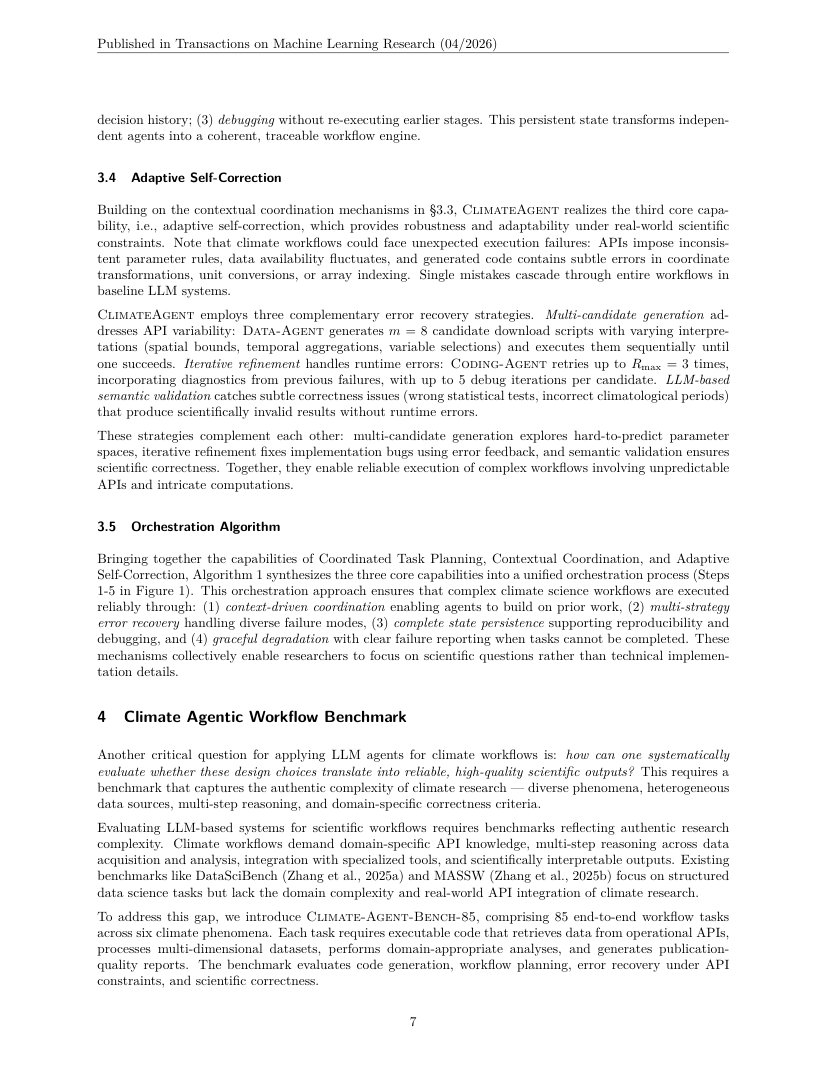 Published in Transactions on Machine Learning Research (04/2026)
decision history; (3) debugging without re-executing earlier stages. This persistent state transforms indepen-
dent agents into a coherent, traceable workflow engine.
3.4 Adaptive Self-Correction
Building on the contextual coordination mechanisms in §3.3, ClimateAgent realizes the third core capa-
bility, i.e., adaptive self-correction, which provides robustness and adaptability under real-world scientific
constraints. Note that climate workflows could face unexpected execution failures: APIs impose inconsis-
tent parameter rules, data availability fluctuates, and generated code contains subtle errors in coordinate
transformations, unit conversions, or array indexing. Single mistakes cascade through entire workflows in
baseline LLM systems.
ClimateAgent employs three complementary error recovery strategies. Multi-candidate generation ad-
dresses API variability: Data-Agent generates m = 8 candidate download scripts with varying interpre-
tations (spatial bounds, temporal aggregations, variable selections) and executes them sequentially until
one succeeds. Iterative refinement handles runtime errors: Coding-Agent retries up to Rmax = 3 times,
incorporating diagnostics from previous failures, with up to 5 debug iterations per candidate. LLM-based
semantic validation catches subtle correctness issues (wrong statistical tests, incorrect climatological periods)
that produce scientifically invalid results without runtime errors.
These strategies complement each other: multi-candidate generation explores hard-to-predict parameter
spaces, iterative refinement fixes implementation bugs using error feedback, and semantic validation ensures
scientific correctness. Together, they enable reliable execution of complex workflows involving unpredictable
APIs and intricate computations.
3.5 Orchestration Algorithm
Bringing together the capabilities of Coordinated Task Planning, Contextual Coordination, and Adaptive
Self-Correction, Algorithm 1 synthesizes the three core capabilities into a unified orchestration process (Steps
1-5 in Figure 1). This orchestration approach ensures that complex climate science workflows are executed
reliably through: (1) context-driven coordination enabling agents to build on prior work, (2) multi-strategy
error recovery handling diverse failure modes, (3) complete state persistence supporting reproducibility and
debugging, and (4) graceful degradation with clear failure reporting when tasks cannot be completed. These
mechanisms collectively enable researchers to focus on scientific questions rather than technical implemen-
tation details.
4 Climate Agentic Workflow Benchmark
Another critical question for applying LLM agents for climate workflows is: how can one systematically
evaluate whether these design choices translate into reliable, high-quality scientific outputs? This requires a
benchmark that captures the authentic complexity of climate research — diverse phenomena, heterogeneous
data sources, multi-step reasoning, and domain-specific correctness criteria.
Evaluating LLM-based systems for scientific workflows requires benchmarks reflecting authentic research
complexity. Climate workflows demand domain-specific API knowledge, multi-step reasoning across data
acquisition and analysis, integration with specialized tools, and scientifically interpretable outputs. Existing
benchmarks like DataSciBench (Zhang et al., 2025a) and MASSW (Zhang et al., 2025b) focus on structured
data science tasks but lack the domain complexity and real-world API integration of climate research.
To address this gap, we introduce Climate-Agent-Bench-85, comprising 85 end-to-end workflow tasks
across six climate phenomena. Each task requires executable code that retrieves data from operational APIs,
processes multi-dimensional datasets, performs domain-appropriate analyses, and generates publication-
quality reports. The benchmark evaluates code generation, workflow planning, error recovery under API
constraints, and scientific correctness.
7